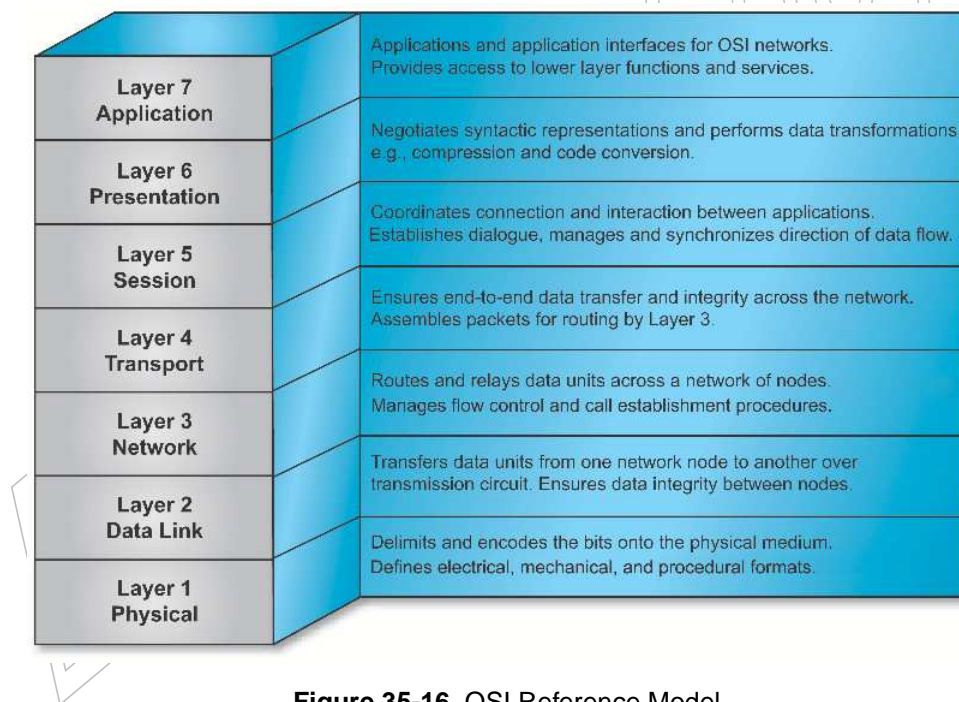 Layer 7
Application
Applications and application interfaces for OSI networks.
Provides access to lower layer functions and services.
Layer 6
Presentation
Negotiates syntactic representations and performs data transformations
e.g., compression and code conversion.
Layer 5
Session
Coordinates connection and interaction between applications.
Establishes dialogue, manages and synchronizes direction of data flow.
Layer 4
Transport
Ensures end-to-end data transfer and integrity across the network.
Assembles packets for routing by Layer 3.
Layer 3
Network
Routes and relays data units across a network of nodes.
Manages flow control and call establishment procedures.
Layer 2
Data Link
Transfers data units from one network node to another over
transmission circuit. Ensures data integrity between nodes.
Layer 1
Physical
Delimits and encodes the bits onto the physical medium.
Defines electrical, mechanical, and procedural formats.
Figure 35-16. OSI Reference Model